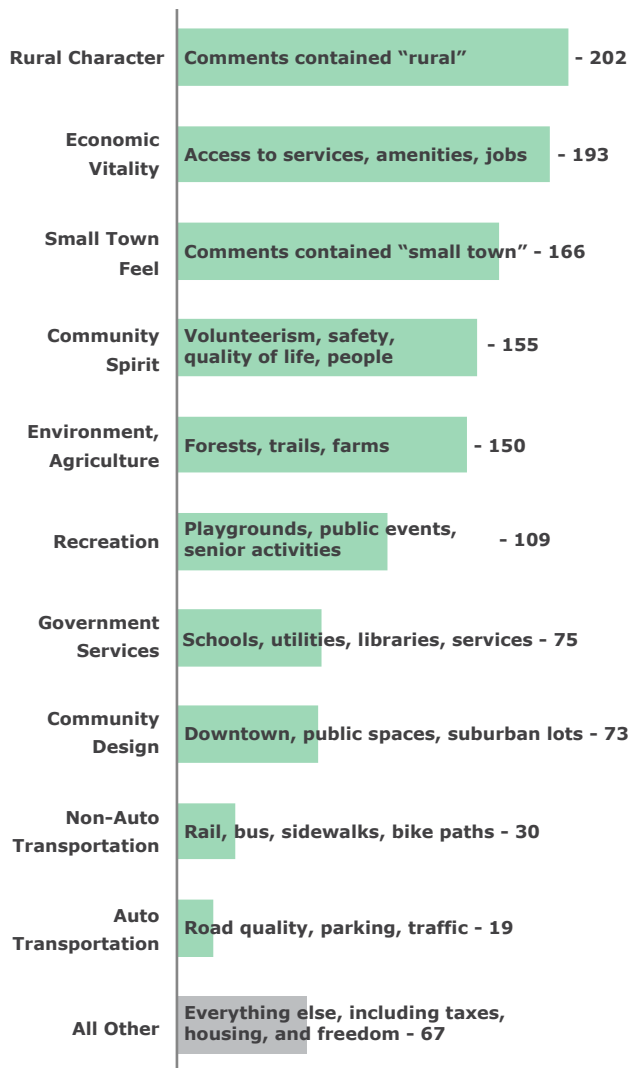 Rural Character
Comments contained “rural”
- 202
Economic
Vitality
Access to services, amenities, jobs
- 193
Small Town
Feel
Comments contained “small town” - 166
Community
Spirit
Volunteerism, safety,
quality of life, people
- 155
Environment,
Agriculture
Forests, trails, farms
- 150
Recreation
Playgrounds, public events,
senior activities
- 109
Government
Services
Schools, utilities, libraries, services - 75
Community
Design
Downtown, public spaces, suburban lots - 73
Non-Auto
Transportation
Rail, bus, sidewalks, bike paths - 30
Auto
Transportation
Road quality, parking, traffic - 19
All Other
Everything else, including taxes,
housing, and freedom - 67